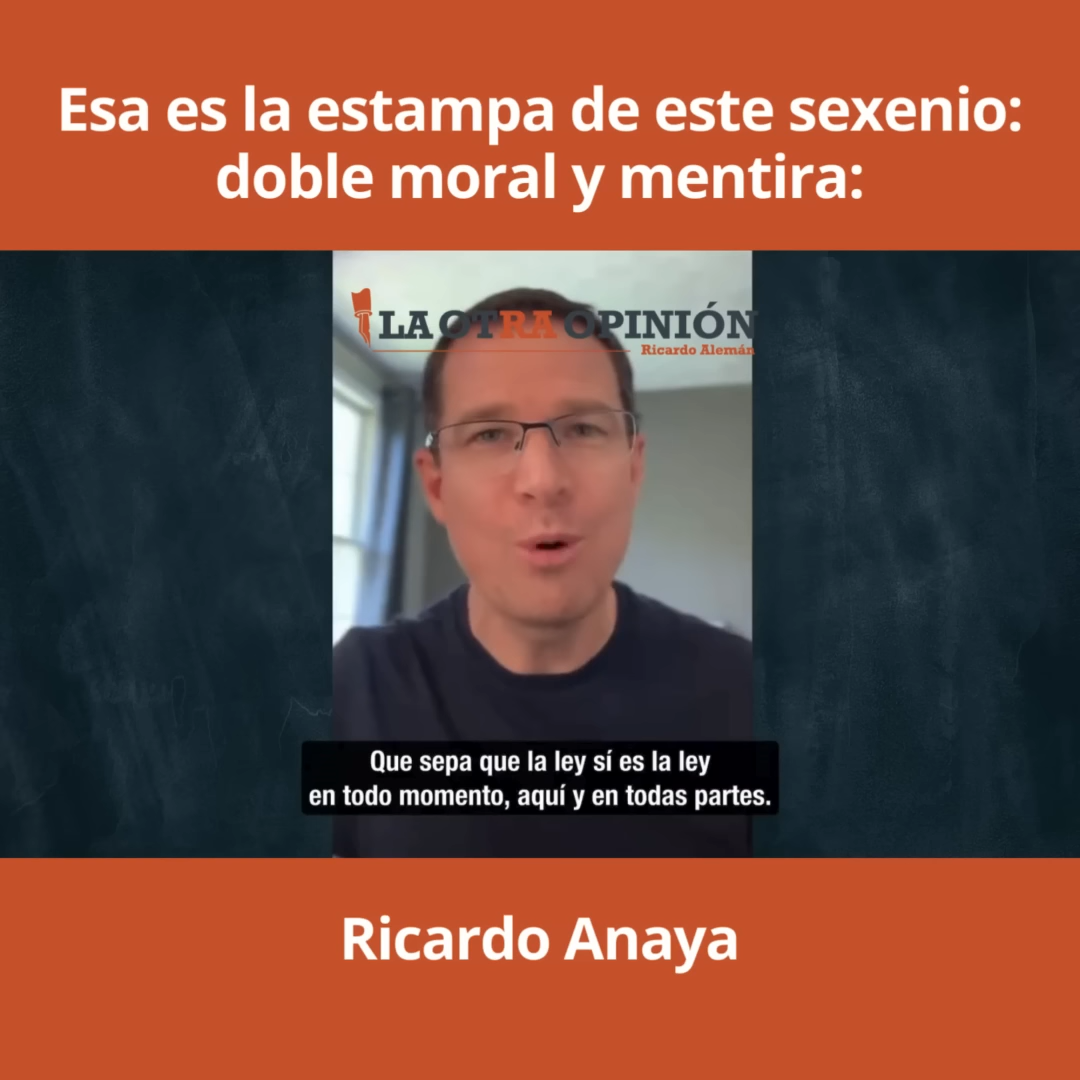 Esa es la estampa de este sexenio:
doble moral y mentira:
LA OTRA OPINIÓN
Ricardo Alemán
Que sepa que la ley sí es la ley
en todo momento, aquí y en todas partes.
Ricardo Anaya